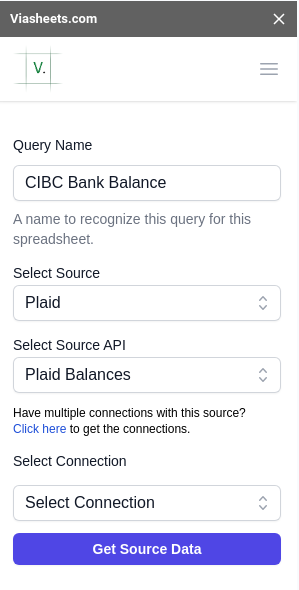 Viasheets.com
V.
Query Name
CIBC Bank Balance
A name to recognize this query for this
spreadsheet.
Select Source
Plaid
Select Source API
Plaid Balances
Have multiple connections with this source?
Click here to get the connections.
Select Connection
Select Connection
Get Source Data